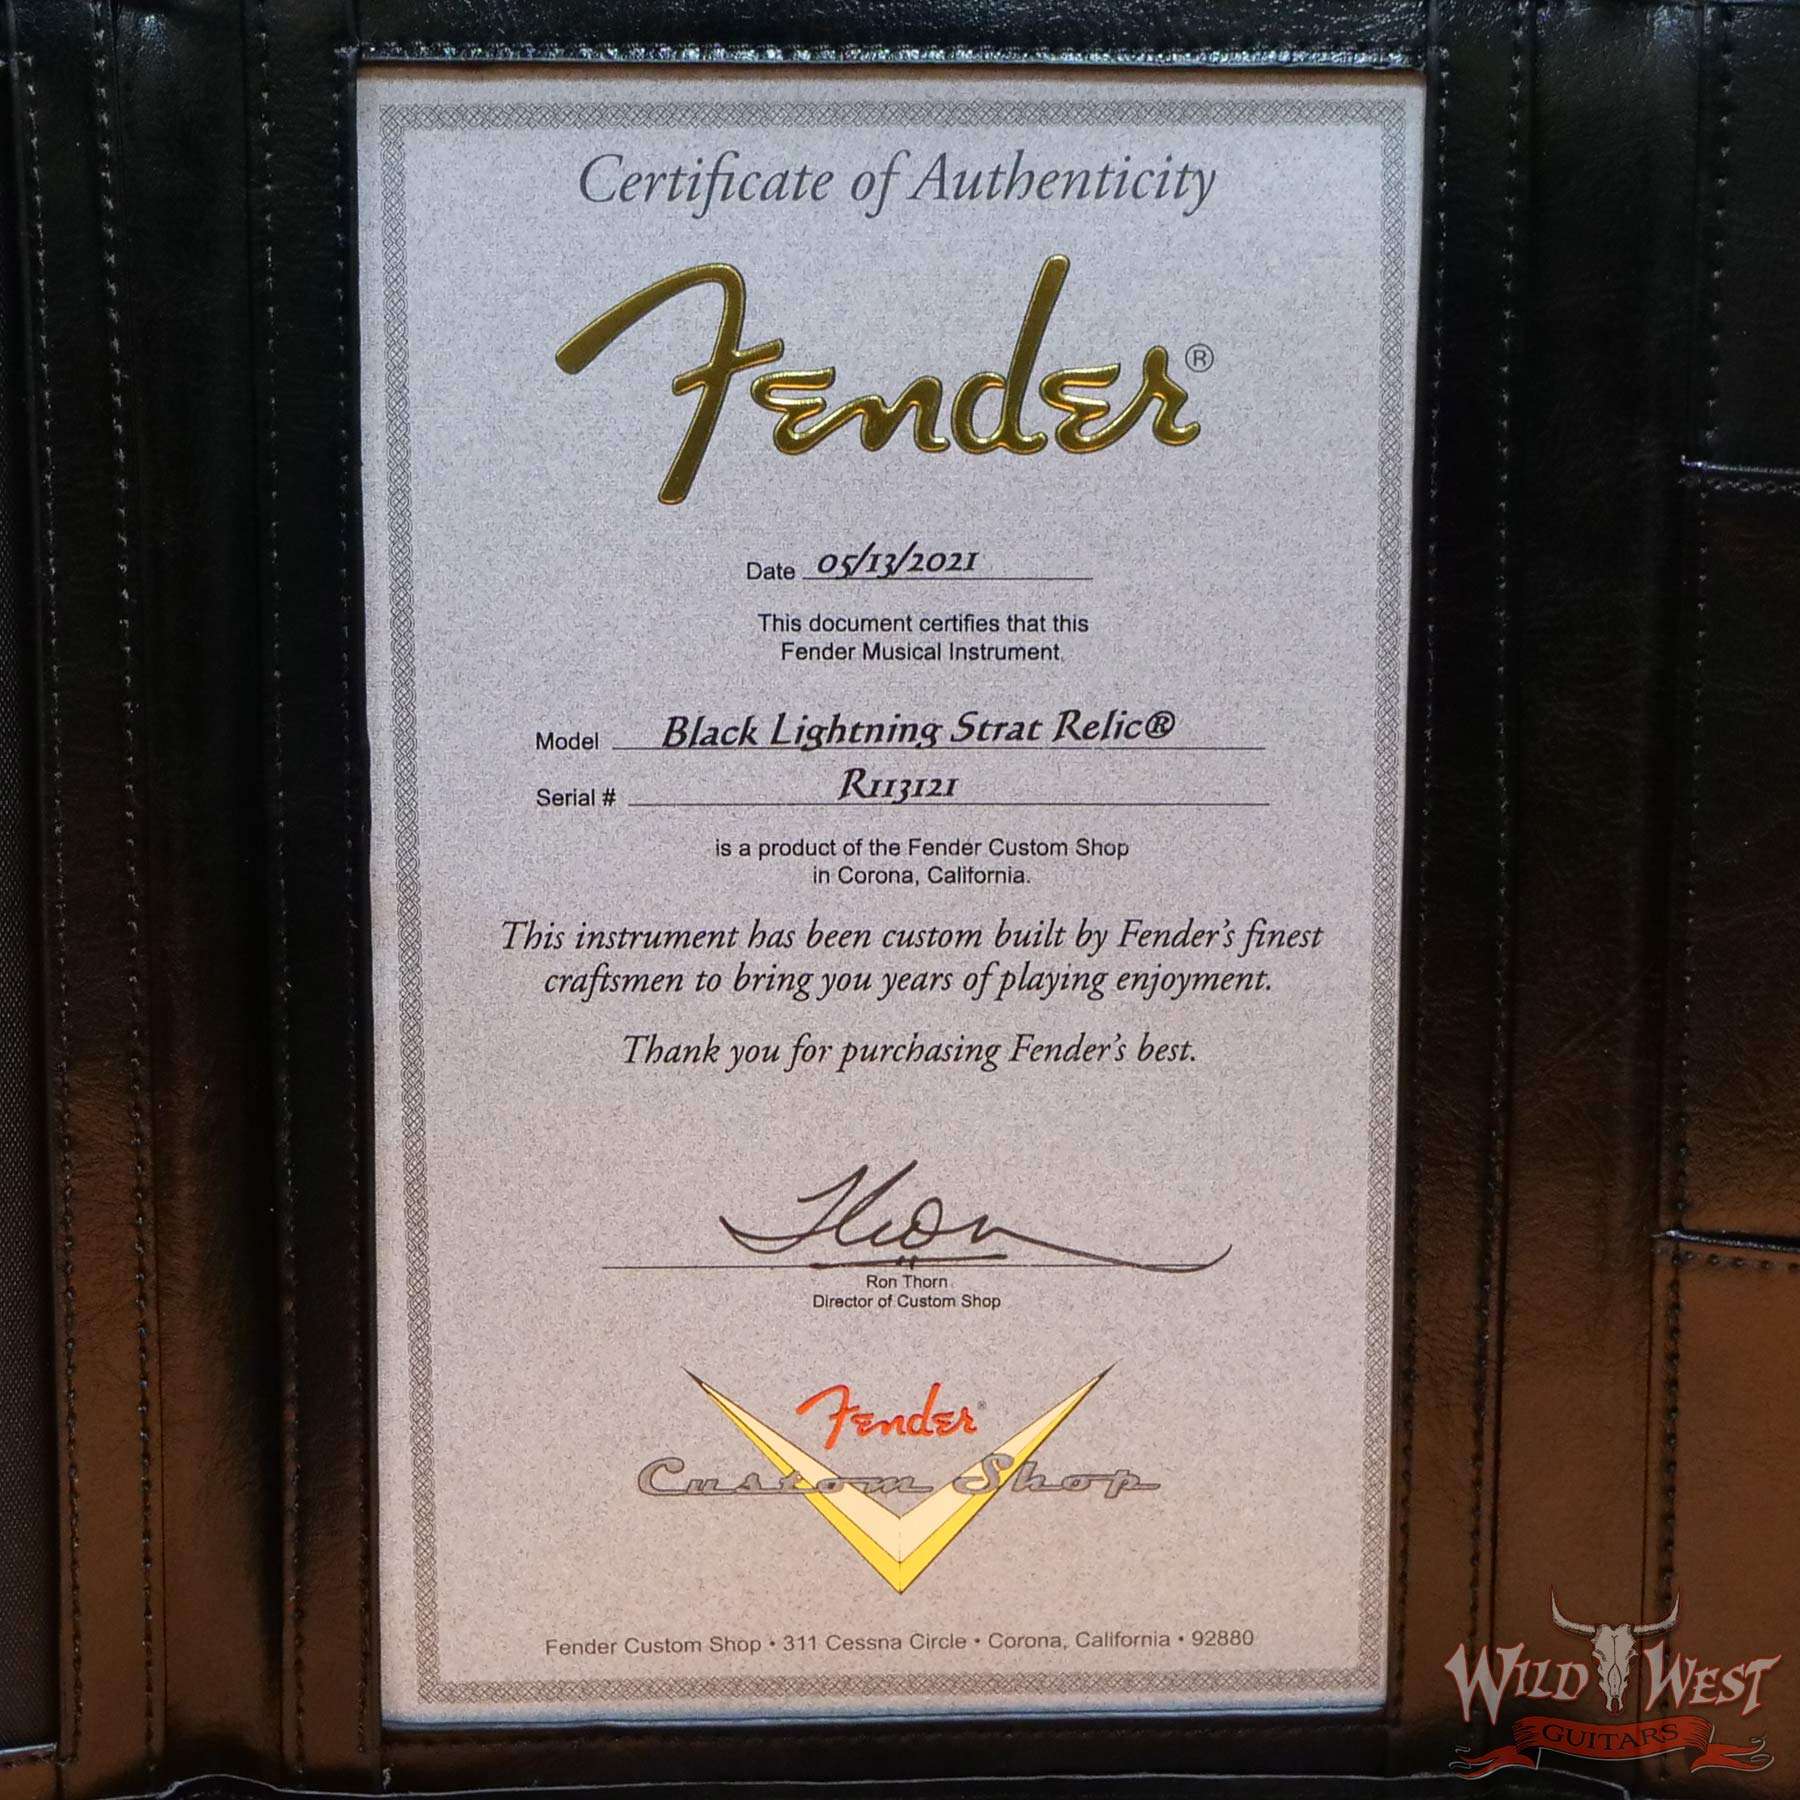 Certificate of Authenticity
Fender®
Date 05/13/2021
This document certifies that this
Fender Musical Instrument,
Model Black Lightning Strat Relic®
Serial # R113121
is a product of the Fender Custom Shop
in Corona, California.
This instrument has been custom built by Fender's finest
craftsmen to bring you years of playing enjoyment.
Thank you for purchasing Fender's best.
Ron Thorn
Director of Custom Shop
Fender®
Custom Shop
Fender Custom Shop • 311 Cessna Circle • Corona, California • 92880
WILD WEST
GUITARS